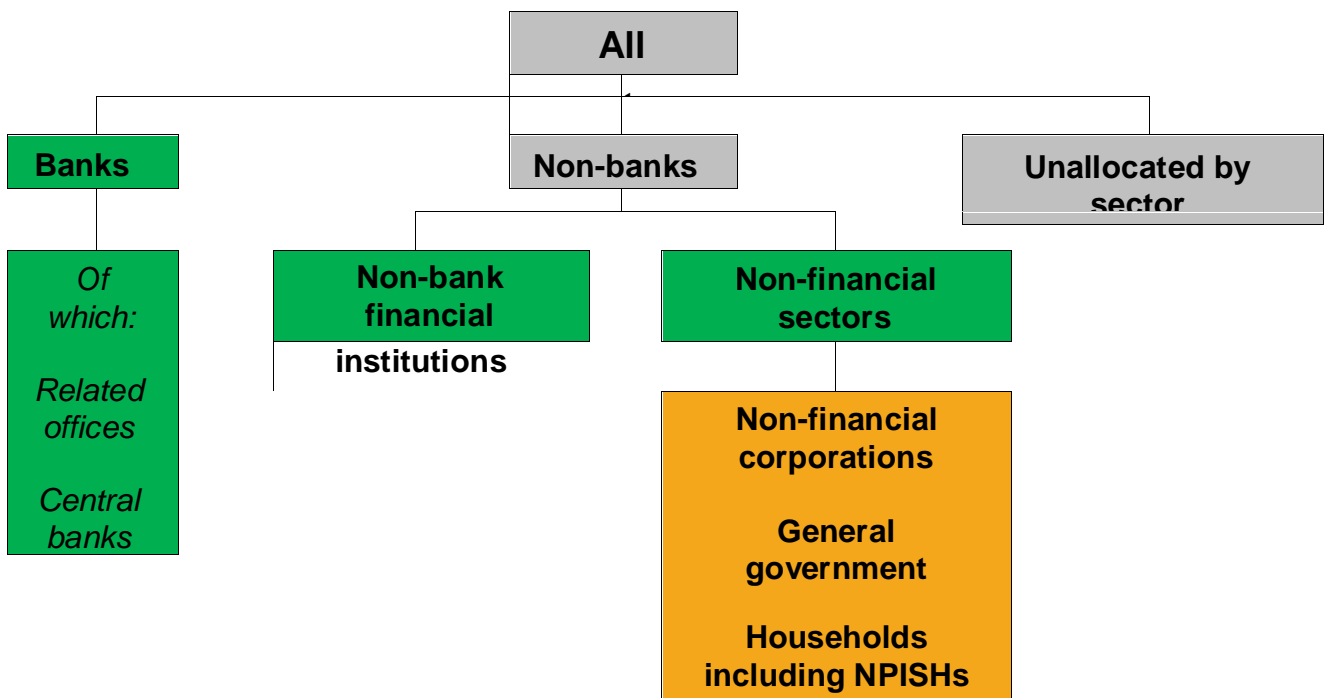 All
Banks
Non-banks
Unallocated by
sector
Of
which:
Related
offices
Central
banks
Non-bank
financial
institutions
Non-financial
sectors
Non-financial
corporations
General
government
Households
including NPISHs